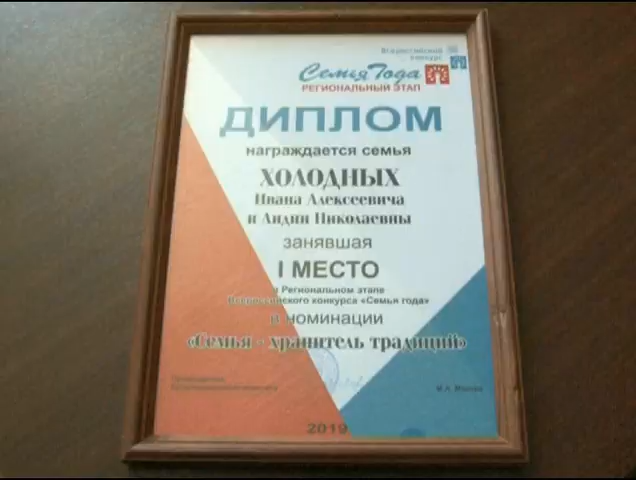 Всероссийский
конкурс
Семья Года
РЕГИОНАЛЬНЫЙ ЭТАП
ДИПЛОМ
награждается семья
ХОЛОДНЫХ
Ивана Алексеевича
и Лидии Николаевны
занявшая
I МЕСТО
в Региональном этапе
Всероссийского конкурса «Семья года»
в номинации
«Семья - хранитель традиций»
2019